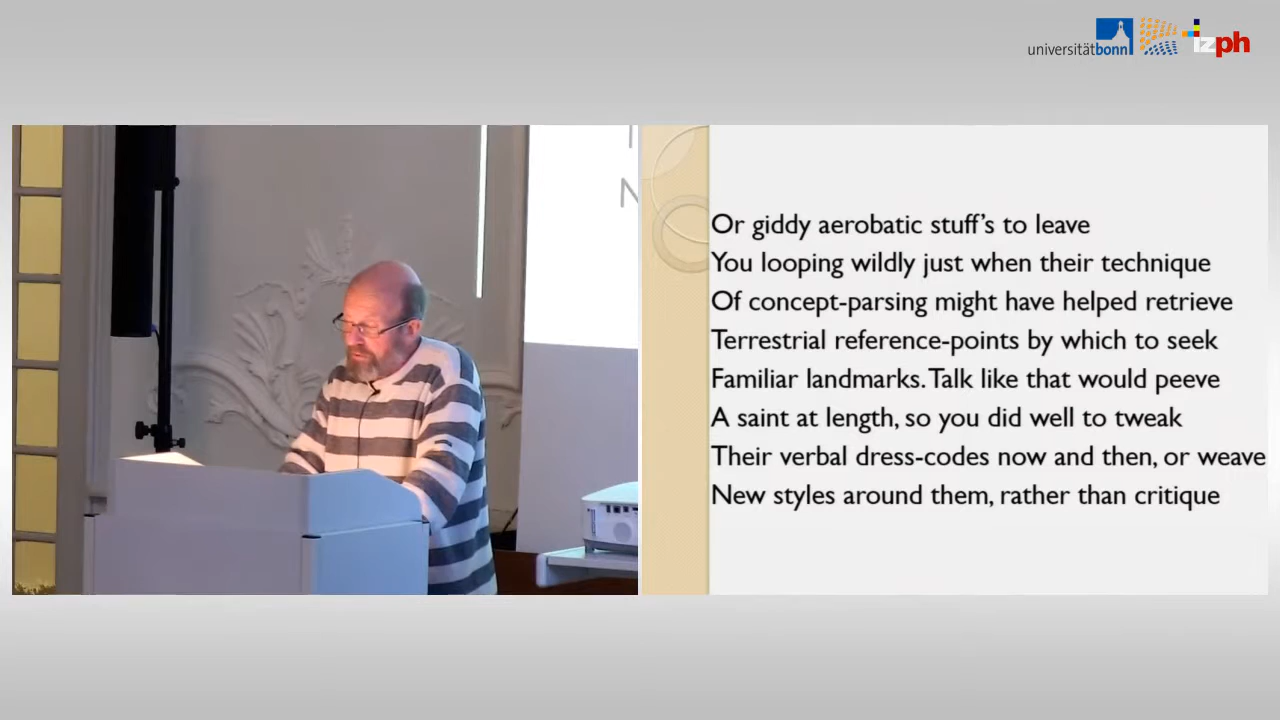 universitätbonn
izph
N
Or giddy aerobatic stuff's to leave
You looping wildly just when their technique
Of concept-parsing might have helped retrieve
Terrestrial reference-points by which to seek
Familiar landmarks. Talk like that would peeve
A saint at length, so you did well to tweak
Their verbal dress-codes now and then, or weave
New styles around them, rather than critique